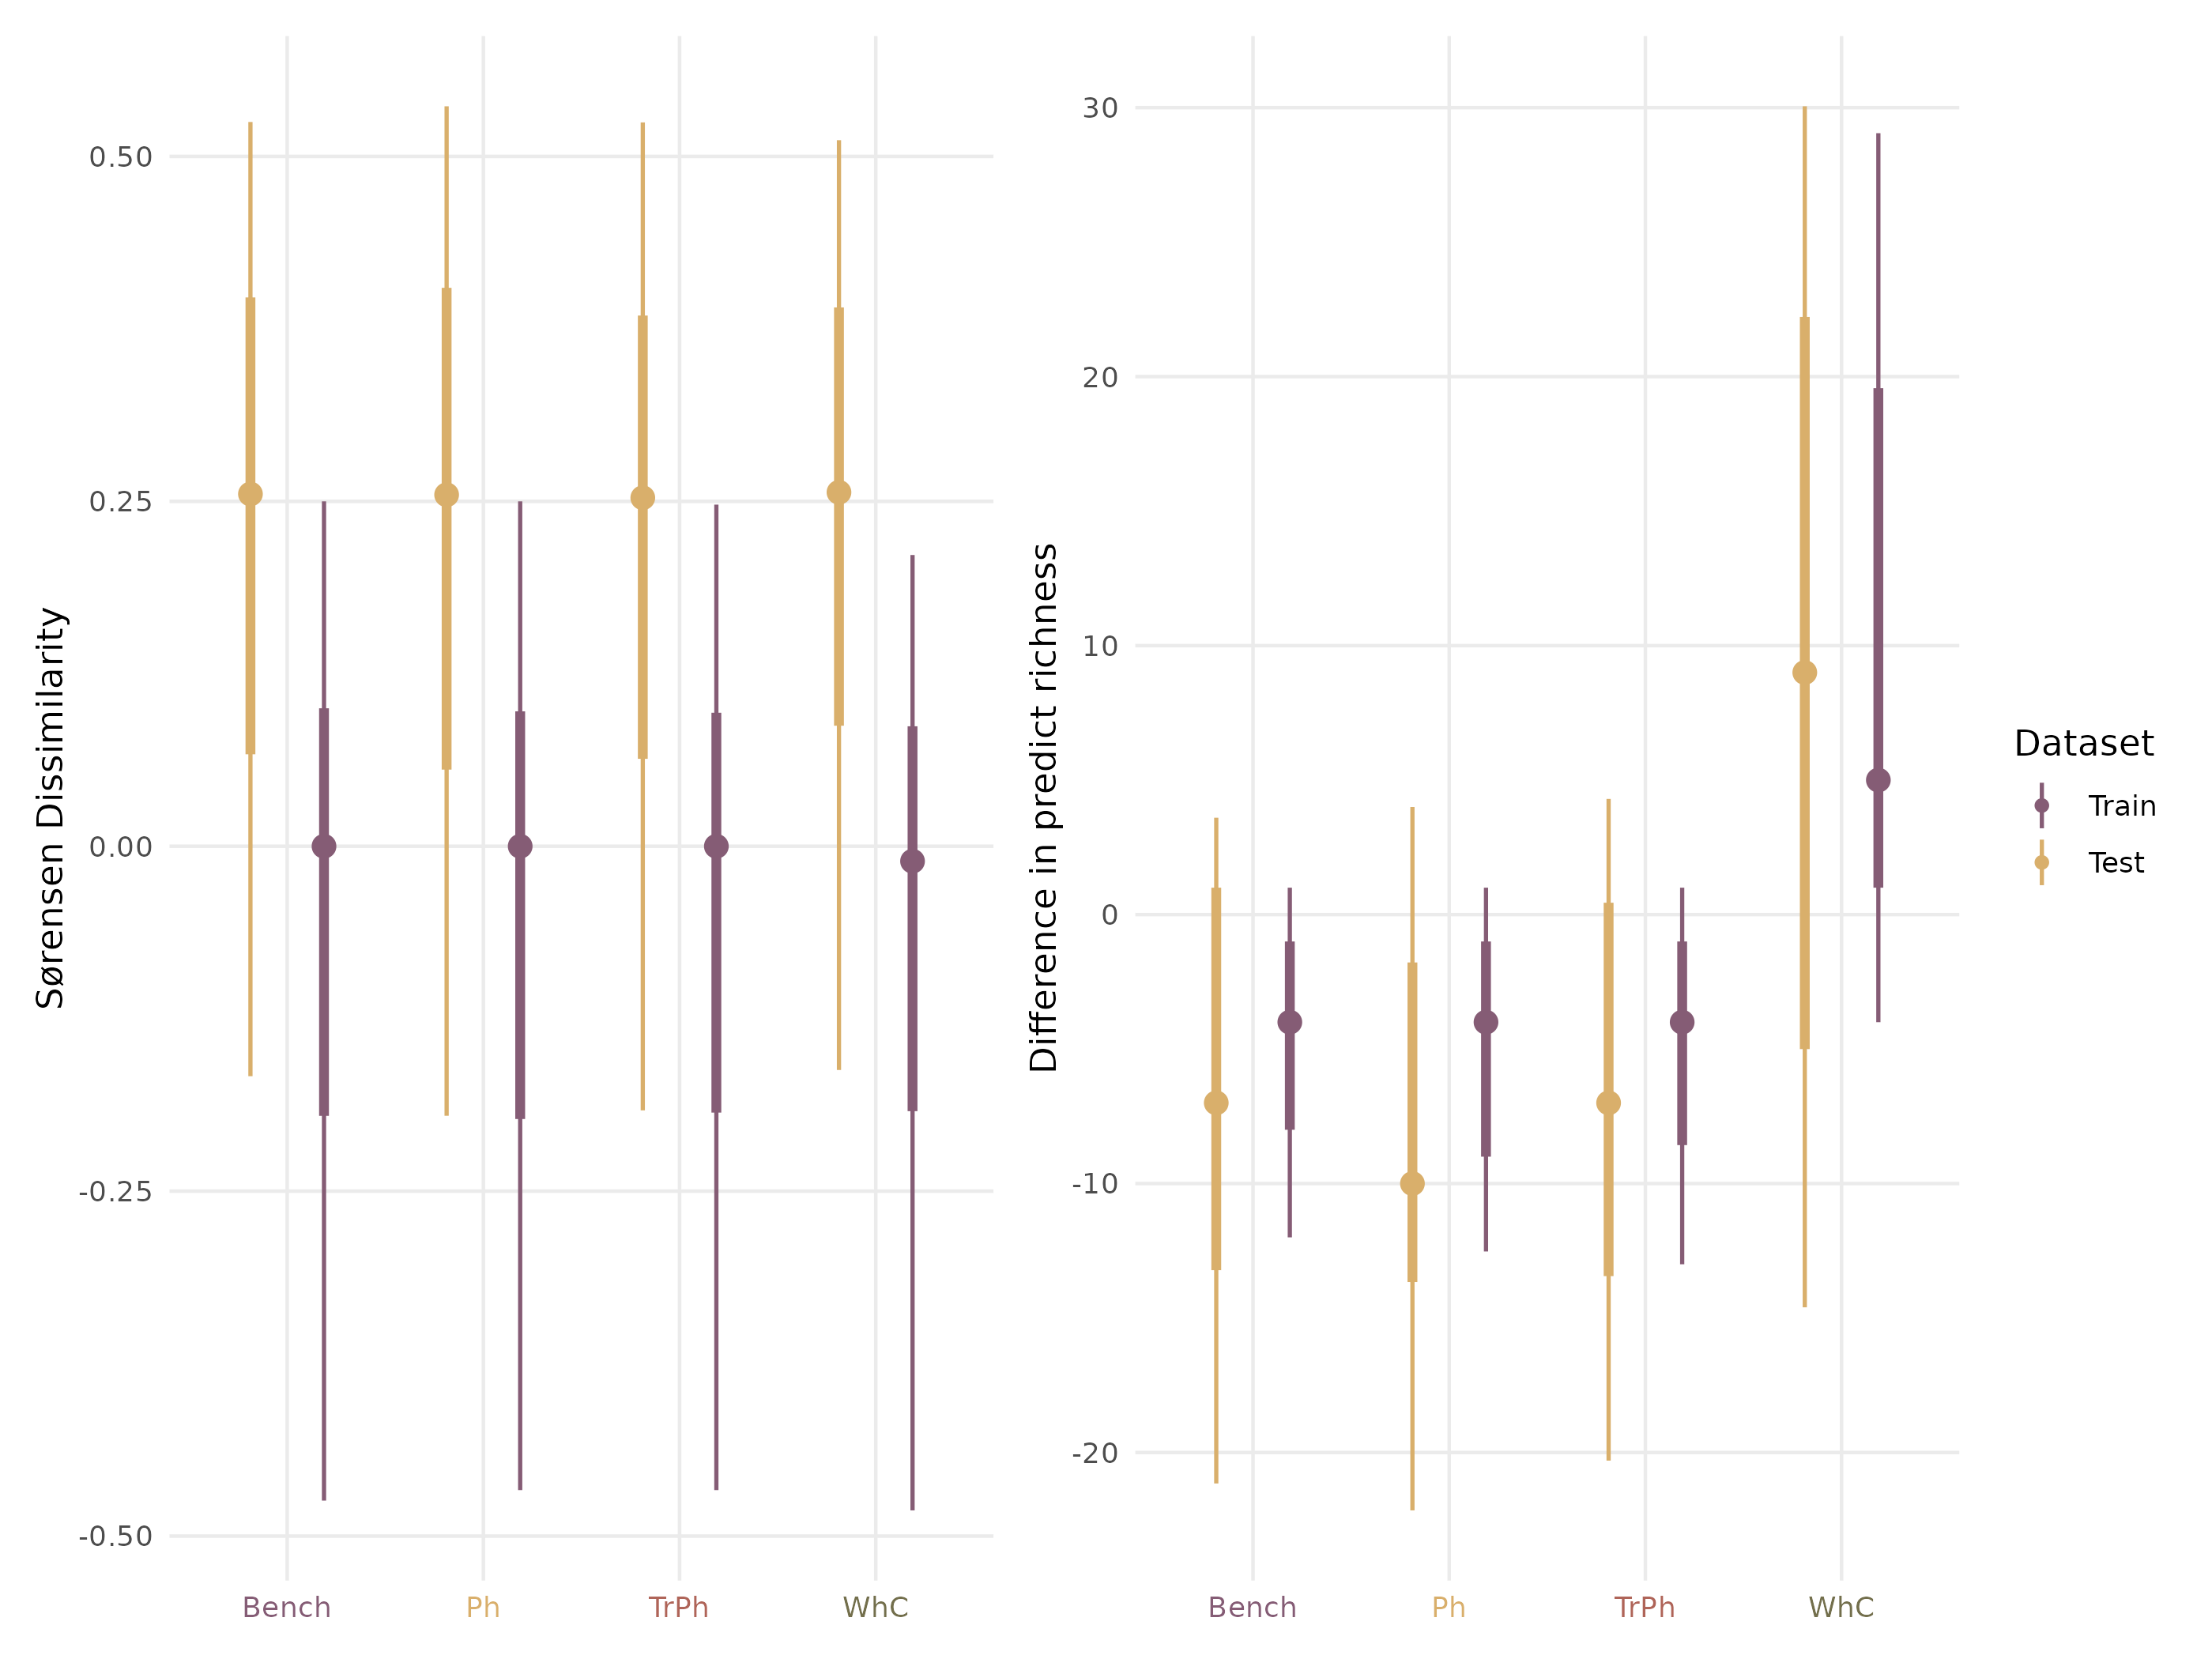 Sørensen Dissimilarity
0.50
0.25
0.00
-0.25
-0.50
Bench Ph TrPh WhC
Difference in predict richness
30
20
10
0
-10
-20
Bench Ph TrPh WhC
Dataset
Train
Test